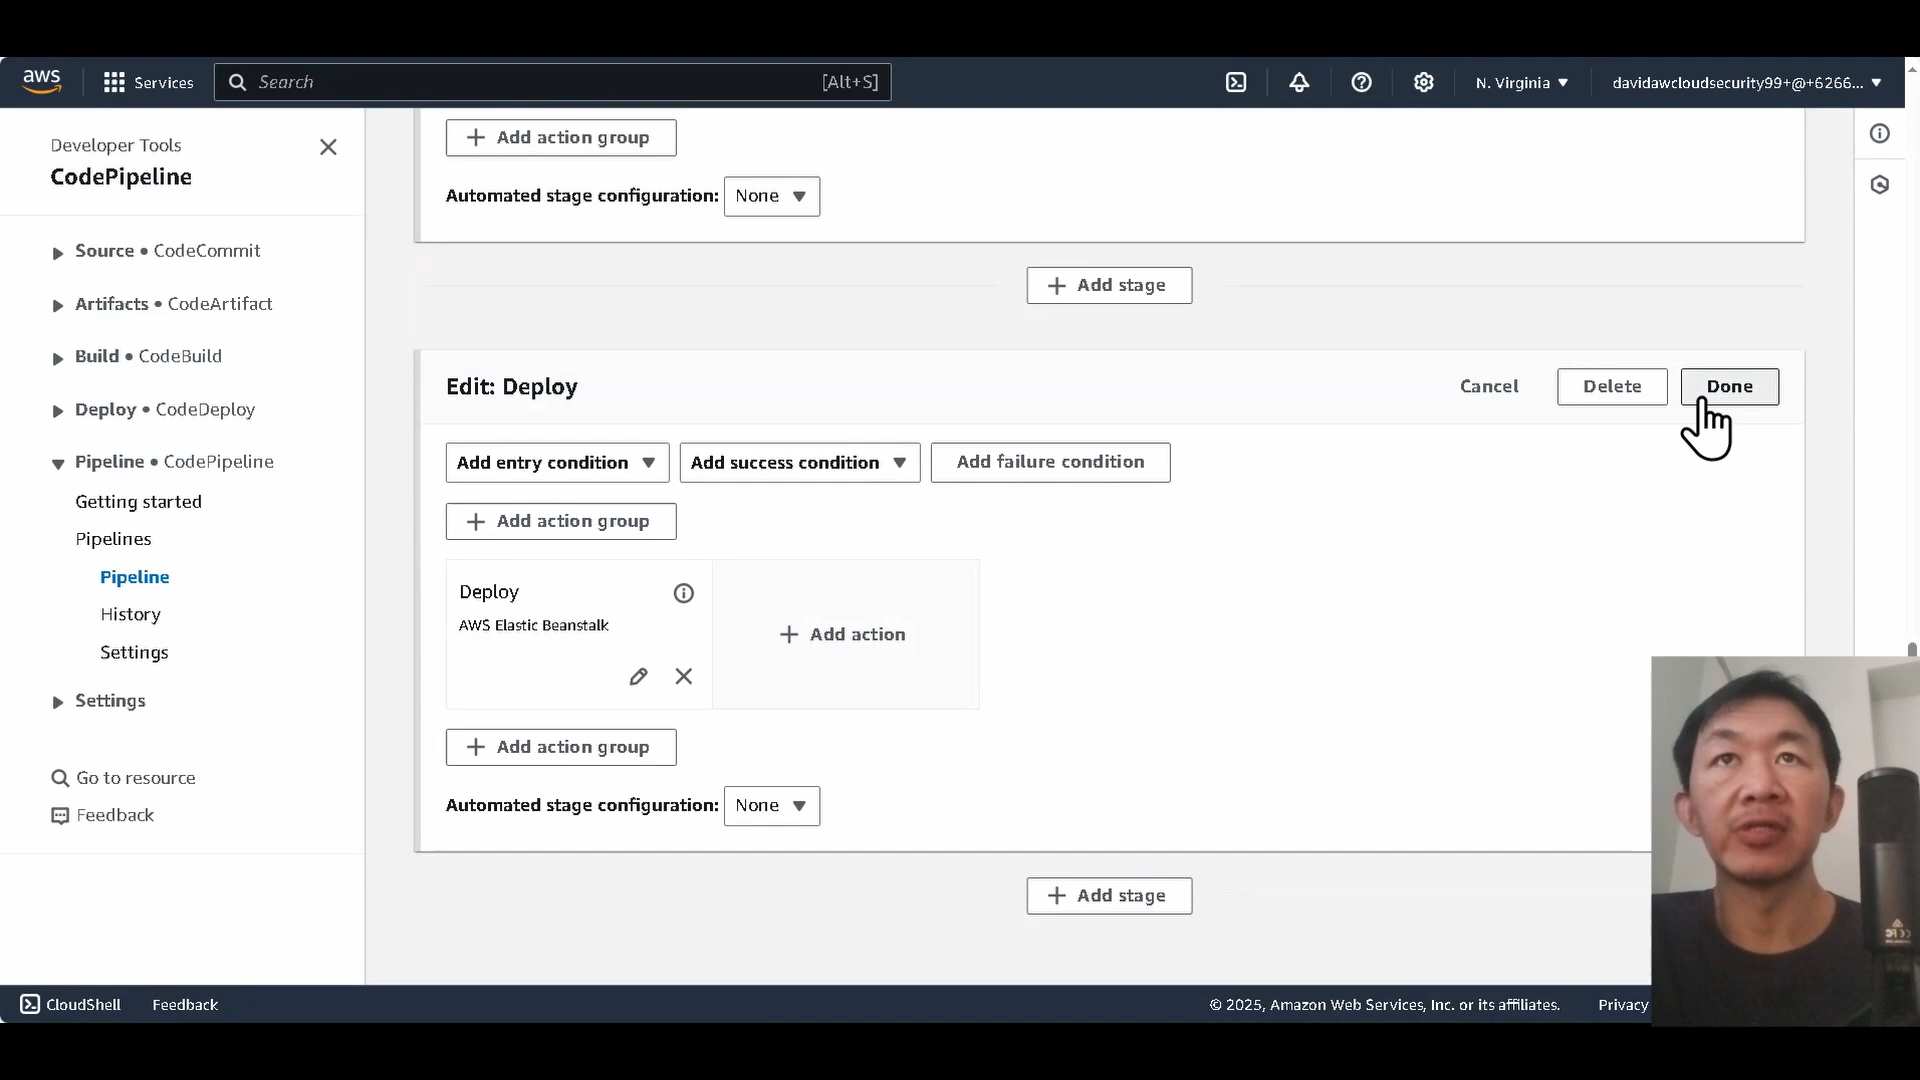 aws
Services
Search
[Alt+S]
N. Virginia
davidawcloudsecurity99+@+6266...
Developer Tools
CodePipeline
Source • CodeCommit
Artifacts • CodeArtifact
Build • CodeBuild
Deploy • CodeDeploy
Pipeline • CodePipeline
Getting started
Pipelines
Pipeline
History
Settings
Settings
Go to resource
Feedback
Add action group
Automated stage configuration: None
Add stage
Edit: Deploy
Cancel
Delete
Done
Add entry condition
Add success condition
Add failure condition
Add action group
Deploy
AWS Elastic Beanstalk
Add action
Add action group
Automated stage configuration: None
Add stage
CloudShell
Feedback
© 2025, Amazon Web Services, Inc. or its affiliates.
Privacy